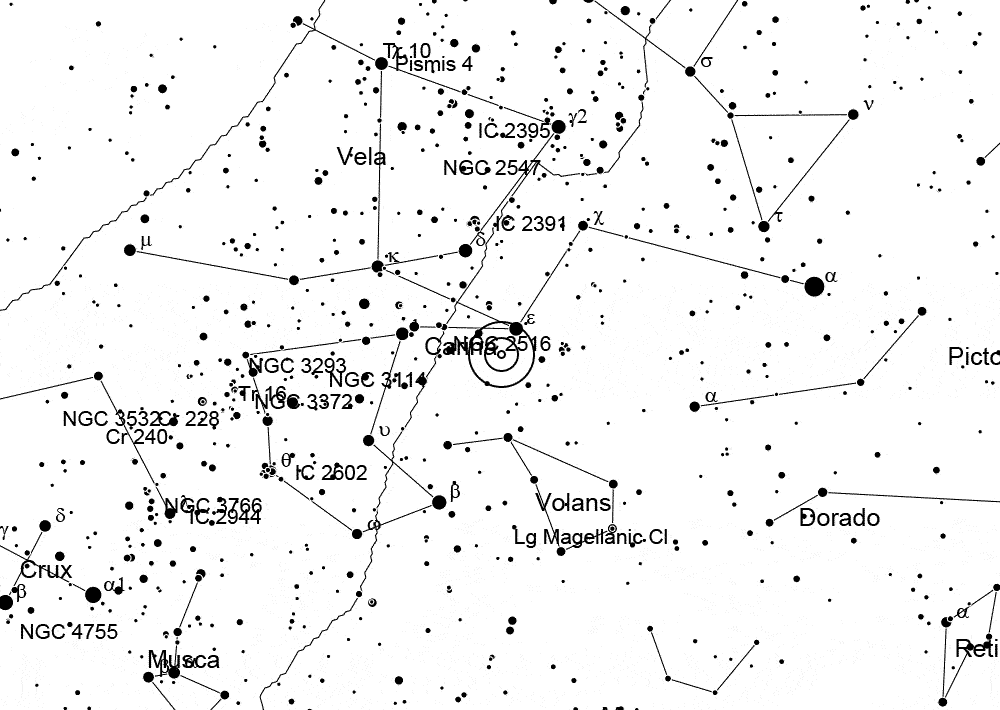 Tr 10
Pismis 4
σ
ν
γ2
IC 2395
Vela
NGC 2547
χ
τ
IC 2391
μ
δ
κ
α
ε
ι
Carina
NGC 2516
Picto
NGC 3293
NGC 3114
Tr 16
NGC 3372
α
NGC 3532
Cr 228
υ
Cr 240
θ
IC 2602
β
Volans
NGC 3766
IC 2944
Dorado
δ
ω
γ
Lg Magellanic Cl
Crux
α1
β
α
NGC 4755
Musca
β
α
Reti